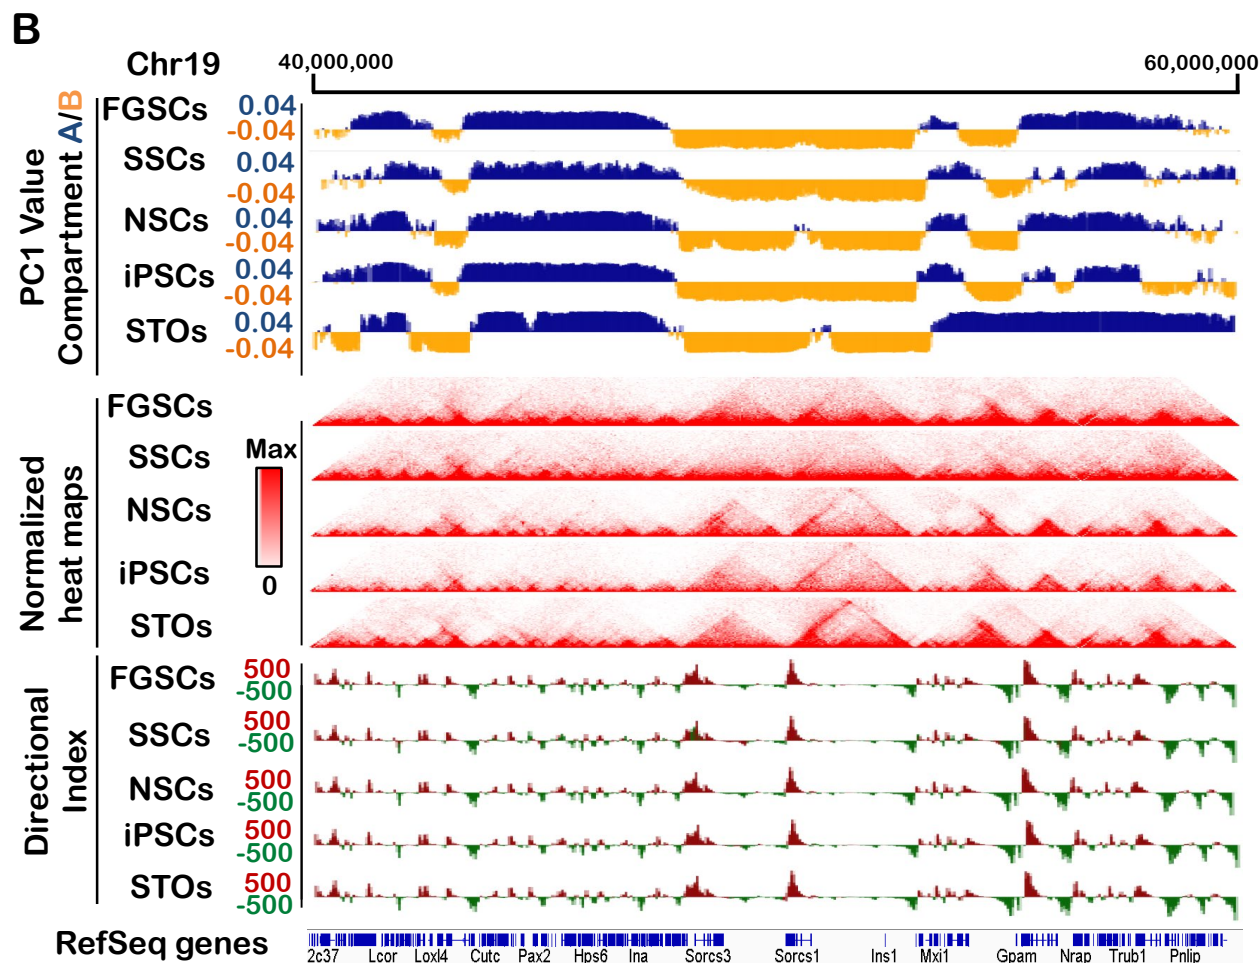 B
Chr19
40,000,000
60,000,000
PC1 Value
Compartment A/B
FGSCs
0.04
-0.04
SSCs
0.04
-0.04
NSCs
0.04
-0.04
iPSCs
0.04
-0.04
STOs
0.04
-0.04
Normalized
heat maps
FGSCs
SSCs
NSCs
iPSCs
STOs
Max
0
Directional
Index
FGSCs
500
-500
SSCs
500
-500
NSCs
500
-500
iPSCs
500
-500
STOs
500
-500
RefSeq genes
2c37 Lcor Loxl4 Cutc Pax2 Hps6 Ina Sorcs3 Sorcs1 Ins1 Mxi1 Gpam Nrap Trub1 Pnlip